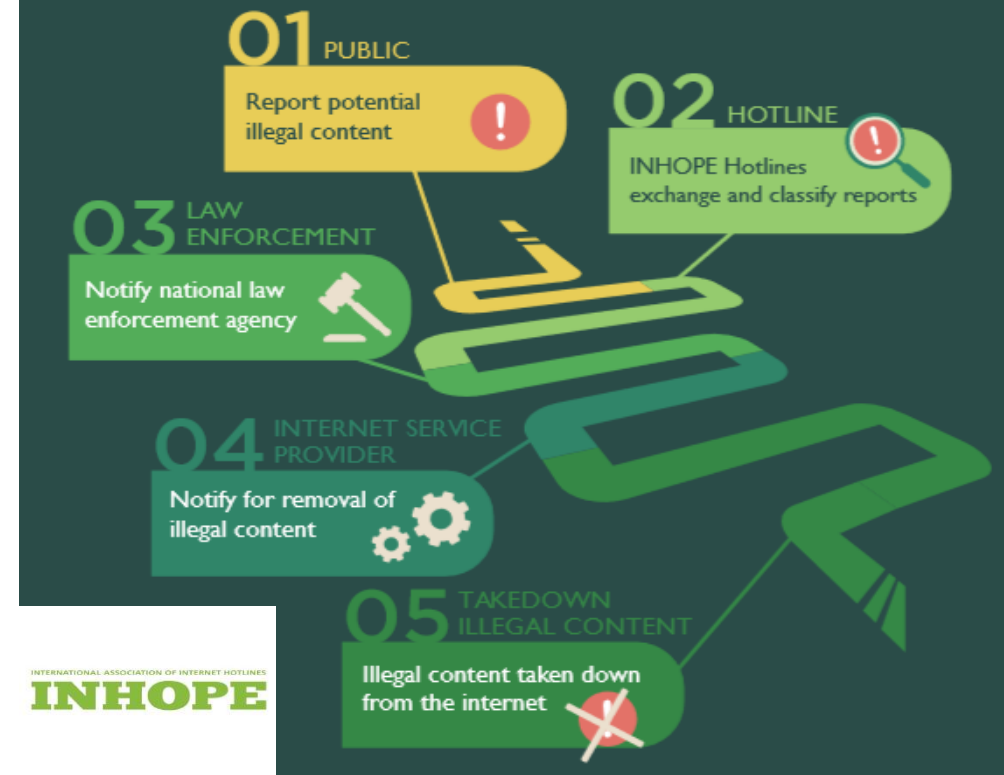 01 PUBLIC
Report potential
illegal content
02 HOTLINE
INHOPE Hotlines
exchange and classify reports
03 LAW
ENFORCEMENT
Notify national law
enforcement agency
04 INTERNET SERVICE
PROVIDER
Notify for removal of
illegal content
05 TAKEDOWN
ILLEGAL CONTENT
Illegal content taken down
from the internet
INTERNATIONAL ASSOCIATION OF INTERNET HOTLINES
INHOPE